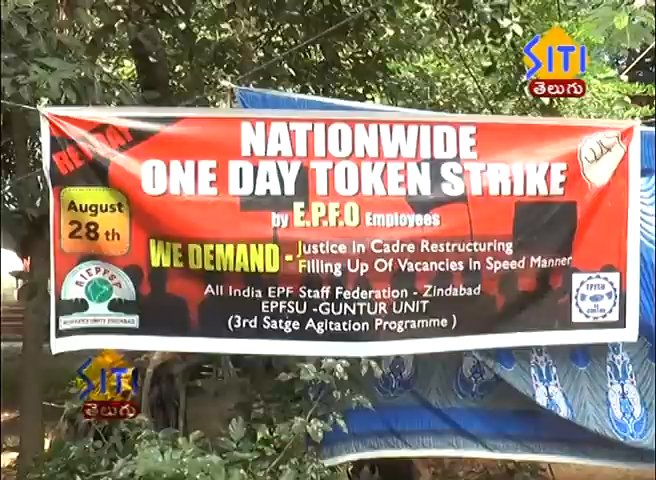 SITI
తెలుగు
NATIONWIDE
ONE DAY TOKEN STRIKE
by E.P.F.O Employees
August
28th
WE DEMAND - Justice in Cadre Restructuring
Filling Up Of Vacancies in Speed Manner
All India EPF Staff Federation - Zindabad
EPFSU -GUNTUR UNIT
(3rd Satge Agitation Programme)
AIEPFSF
EPFSU
SITI
తెలుగు